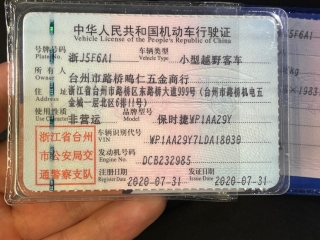 中华人民共和国机动车行驶证
Vehicle License of the People's Republic of China
号牌号码 浙J5F6A1 车辆类型 小型越野客车
Plate No. Vehicle Type
所有人 台州市路桥鸣仁五金商行
Owner
住址 浙江省台州市路桥区东路桥大道999号(台州市路桥机电五
Address 金城一层北区6排11号)
使用性质 非营运 品牌型号 保时捷WP1AA29Y
Use Character Model
浙江省台州
市公安局交
通警察支队
车辆识别代号 WP1AA29Y7LDA18030
VIN
发动机号码 DCB232985
Engine No.
注册日期 2020-07-31 发证日期 2020-07-31
Register Date Issue Date
5F6A1